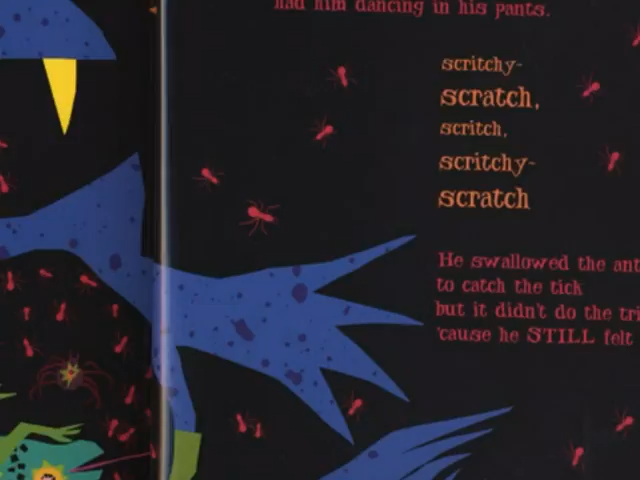 had him dancing in his pants.
scritchy-
scratch,
scritch,
scritchy-
scratch
He swallowed the ant
to catch the tick
but it didn't do the tri
'cause he STILL felt